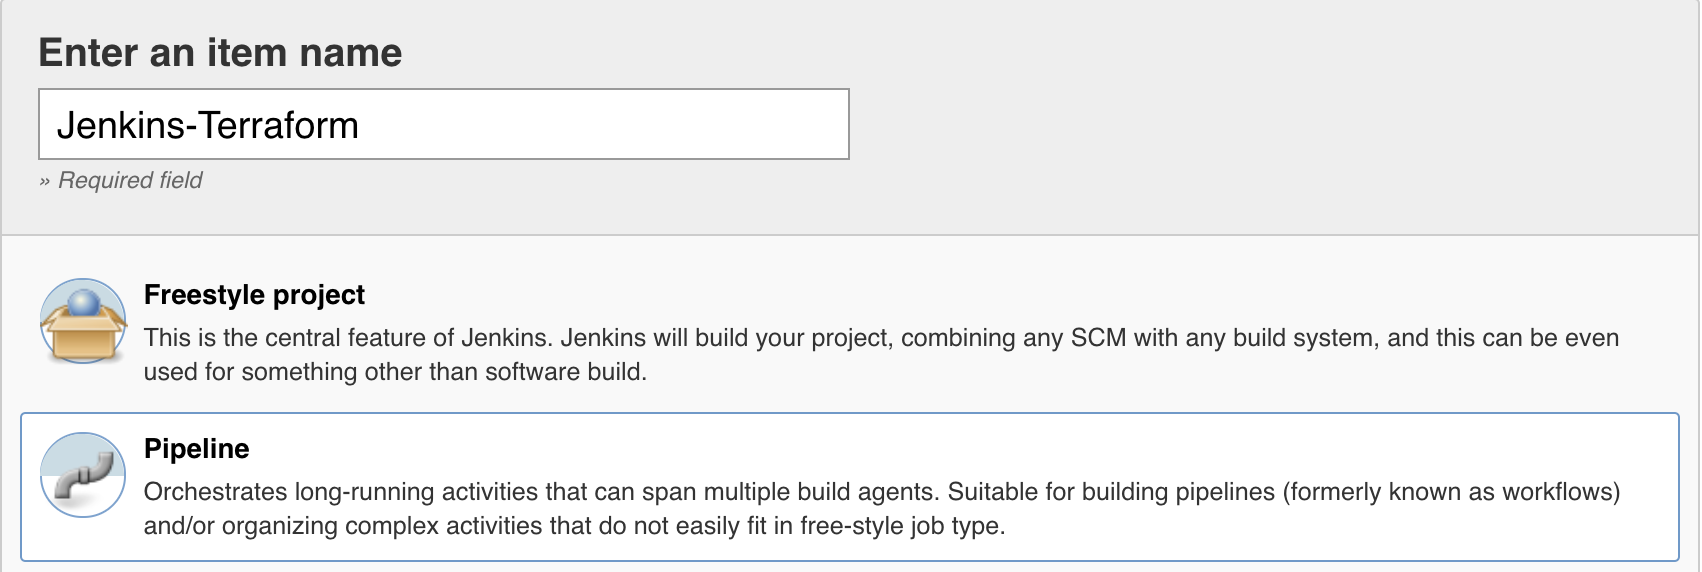 Enter an item name
Jenkins-Terraform
» Required field
Freestyle project
This is the central feature of Jenkins. Jenkins will build your project, combining any SCM with any build system, and this can be even
used for something other than software build.
Pipeline
Orchestrates long-running activities that can span multiple build agents. Suitable for building pipelines (formerly known as workflows)
and/or organizing complex activities that do not easily fit in free-style job type.